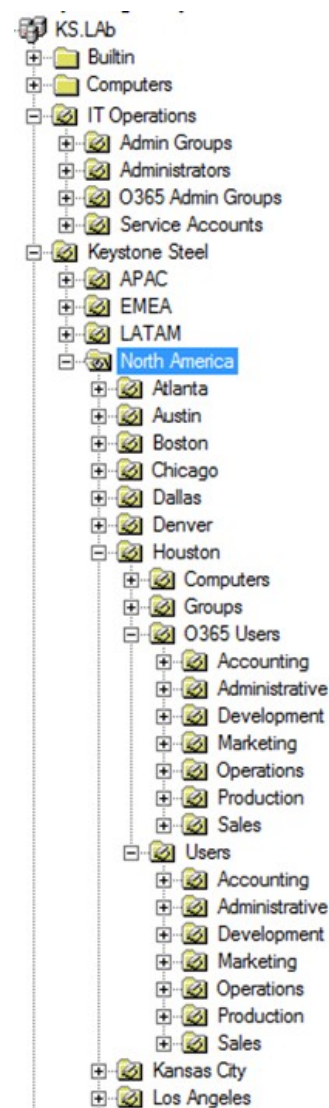 KS.LAb
Builtin
Computers
IT Operations
Admin Groups
Administrators
O365 Admin Groups
Service Accounts
Keystone Steel
APAC
EMEA
LATAM
North America
Atlanta
Austin
Boston
Chicago
Dallas
Denver
Houston
Computers
Groups
O365 Users
Accounting
Administrative
Development
Marketing
Operations
Production
Sales
Users
Accounting
Administrative
Development
Marketing
Operations
Production
Sales
Kansas City
Los Angeles